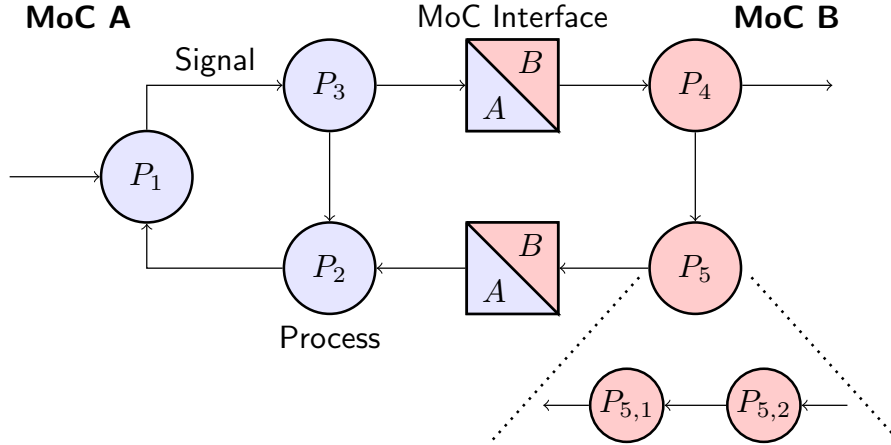 MoC A
MoC Interface
MoC B
Signal
P3
B
A
P4
P1
P2
B
A
P5
Process
P5,1
P5,2